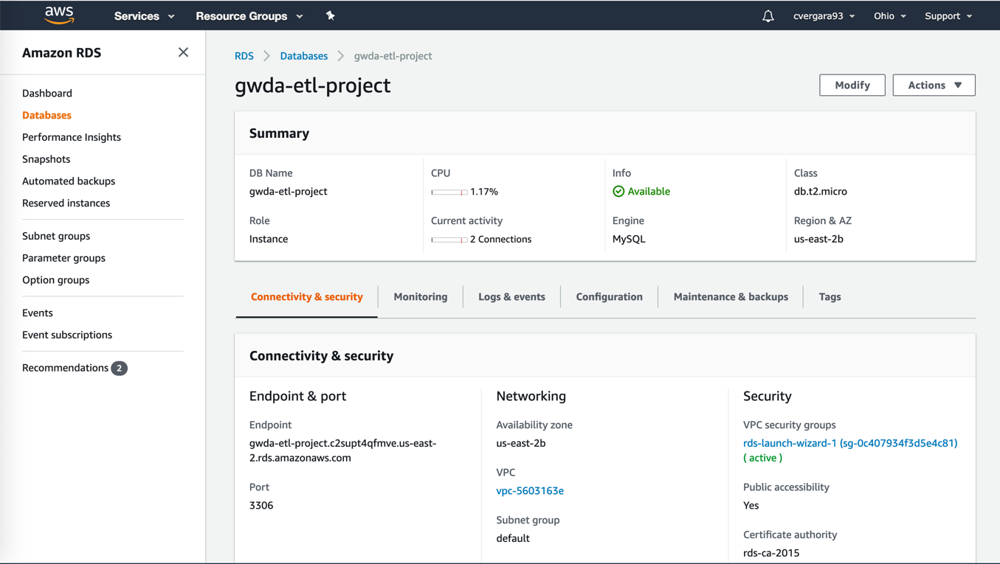 aws Services Resource Groups cvergara93 Ohio Support
Amazon RDS
Dashboard
Databases
Performance Insights
Snapshots
Automated backups
Reserved instances
Subnet groups
Parameter groups
Option groups
Events
Event subscriptions
Recommendations 2
RDS Databases gwda-etl-project
gwda-etl-project
Modify Actions
Summary
DB Name
gwda-etl-project
CPU
1.17%
Info
Available
Class
db.t2.micro
Role
Instance
Current activity
2 Connections
Engine
MySQL
Region & AZ
us-east-2b
Connectivity & security Monitoring Logs & events Configuration Maintenance & backups Tags
Connectivity & security
Endpoint & port
Endpoint
gwda-etl-project.c2supt4qfmve.us-east-
2.rds.amazonaws.com
Port
3306
Networking
Availability zone
us-east-2b
VPC
vpc-5603163e
Subnet group
default
Security
VPC security groups
rds-launch-wizard-1 (sg-0c407934f3d5e4c81)
( active )
Public accessibility
Yes
Certificate authority
rds-ca-2015